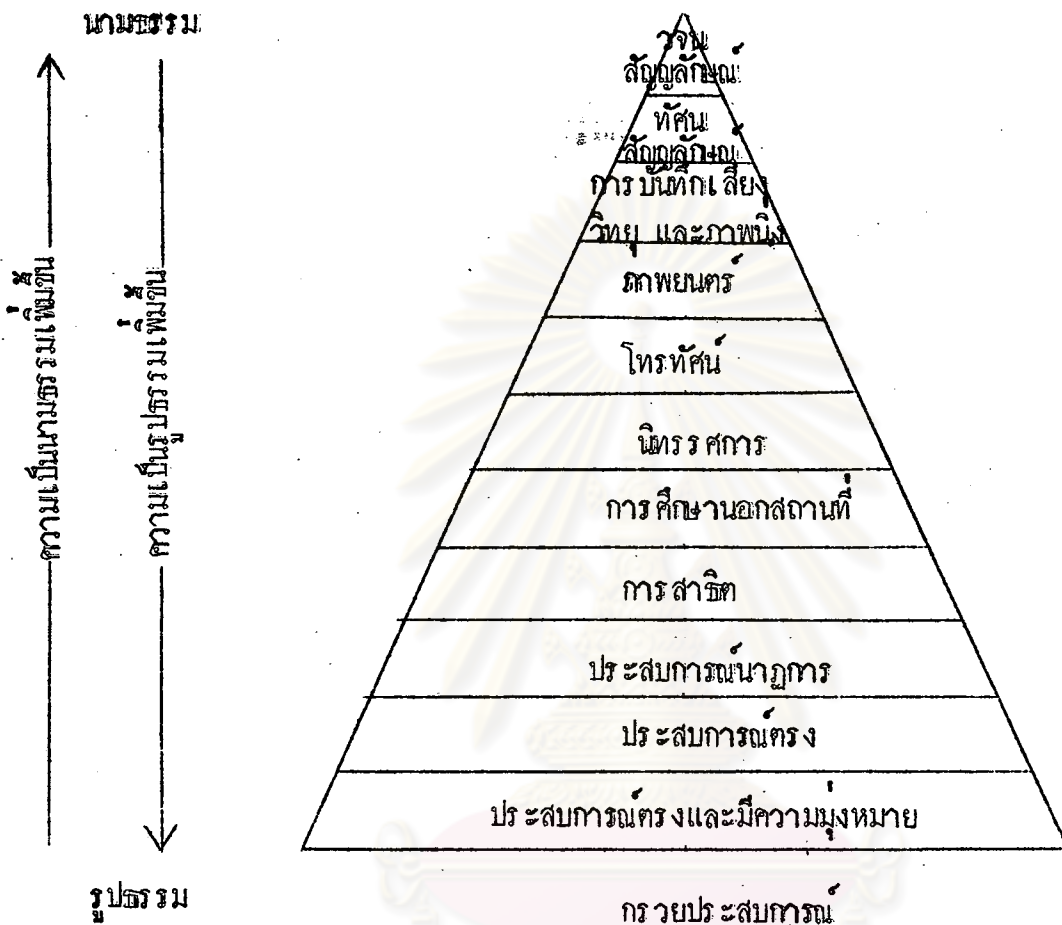 นามธรรม
ความเป็นนามธรรมเพิ่มขึ้น
ความเป็นรูปธรรมเพิ่มขึ้น
รูปธรรม
วจน
สัญญลักษณ์
ทัศน
สัญญลักษณ์
การบันทึกเสียง
วิทยุ และภาพนิ่ง
ภาพยนตร์
โทรทัศน์
นิทรรศการ
การศึกษานอกสถานที่
การสาธิต
ประสบการณ์นาฏการ
ประสบการณ์ตรง
ประสบการณ์ตรงและมีความมุ่งหมาย
กรวยประสบการณ์